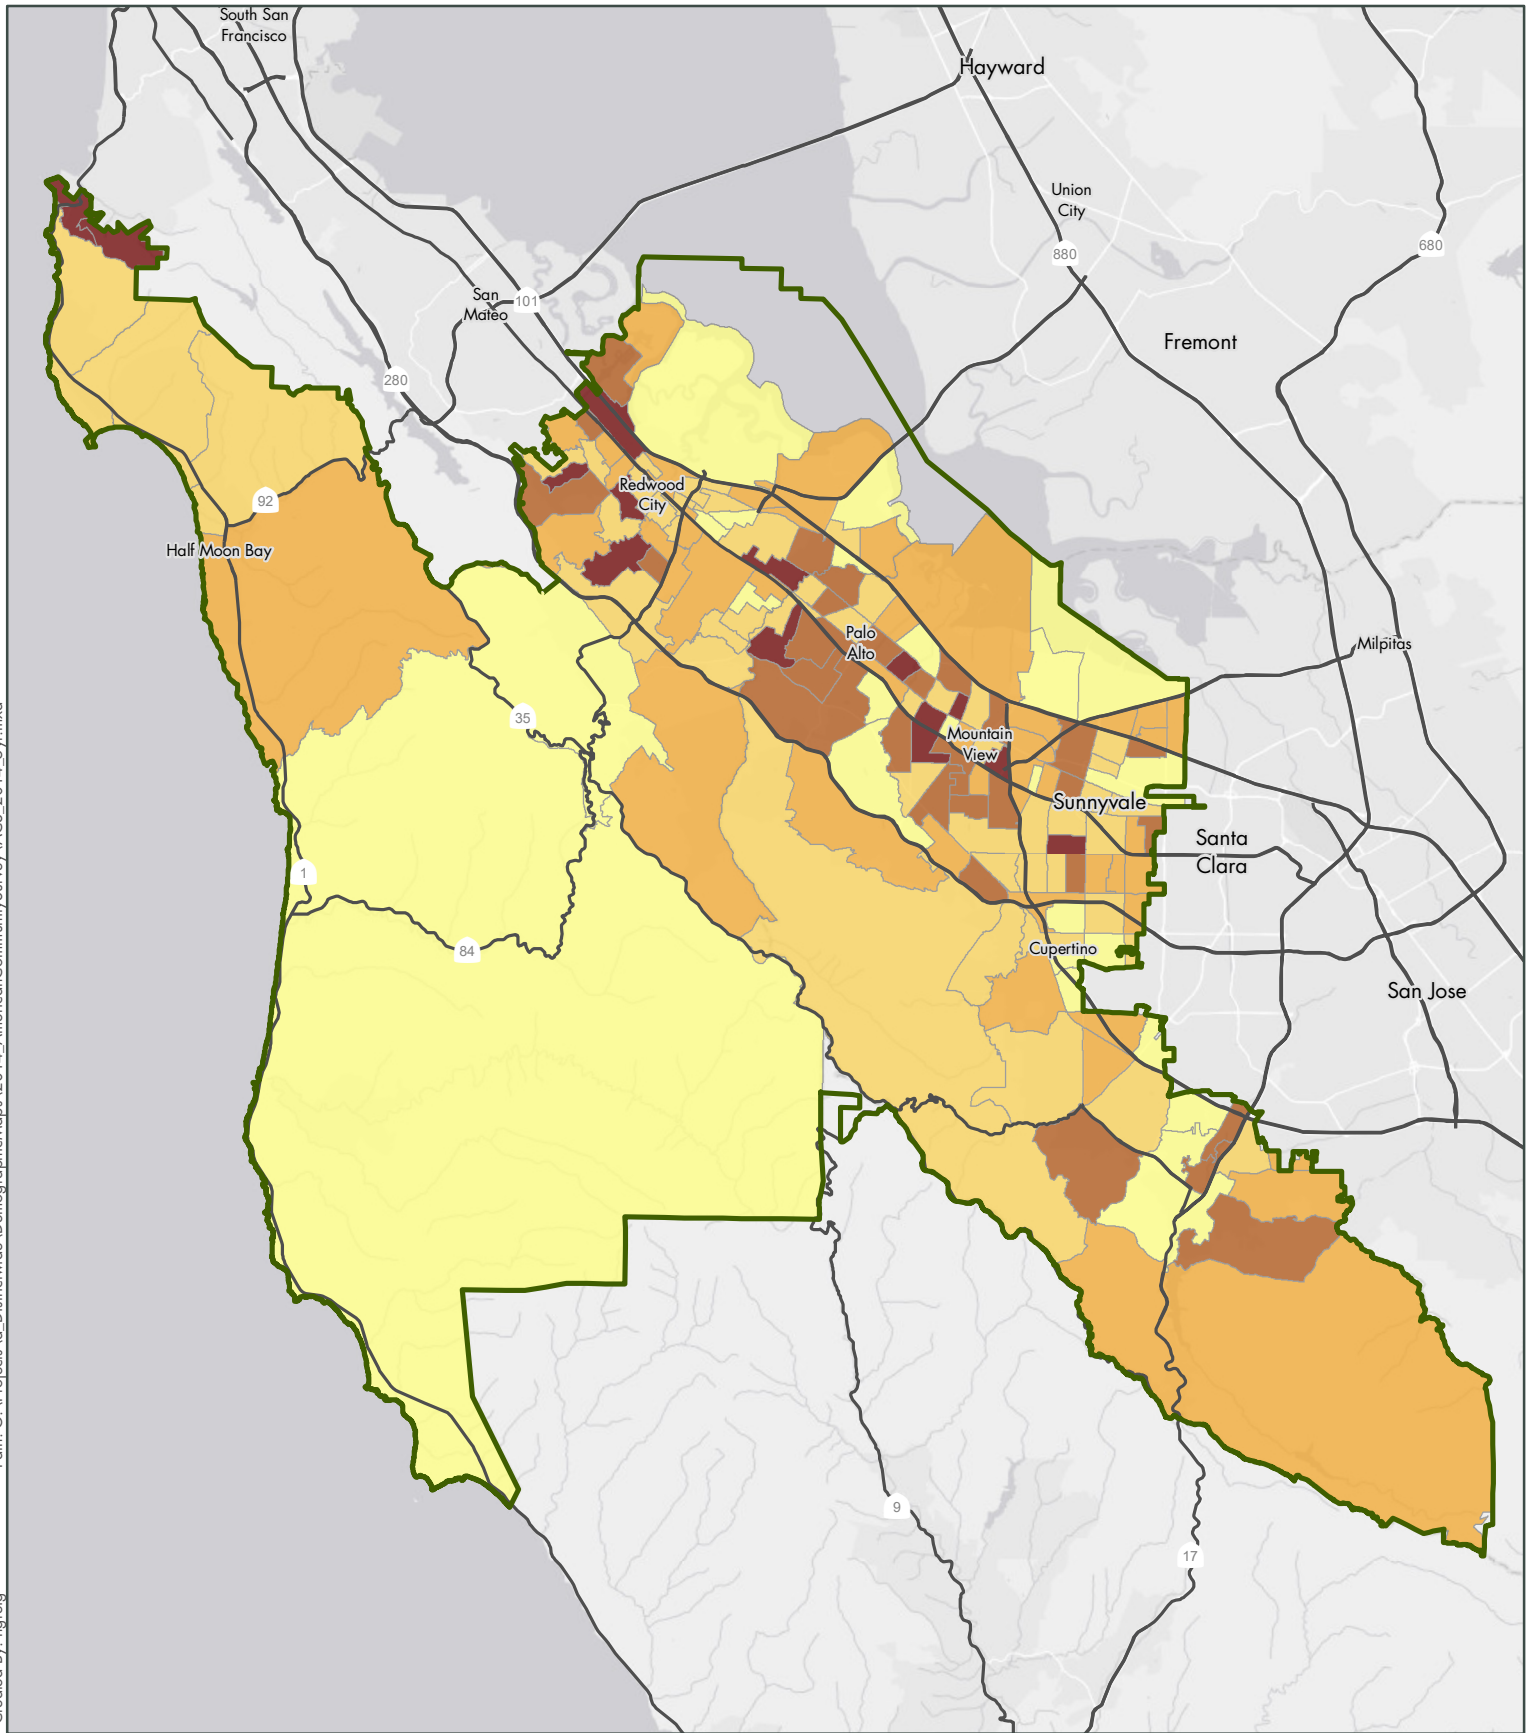 South San
Francisco
Hayward
Union
City
880
680
San
Mateo
101
Fremont
280
Redwood
City
92
Half Moon Bay
Palo
Alto
Milpitas
35
Mountain
View
Sunnyvale
Santa
Clara
1
84
Cupertino
San Jose
9
17